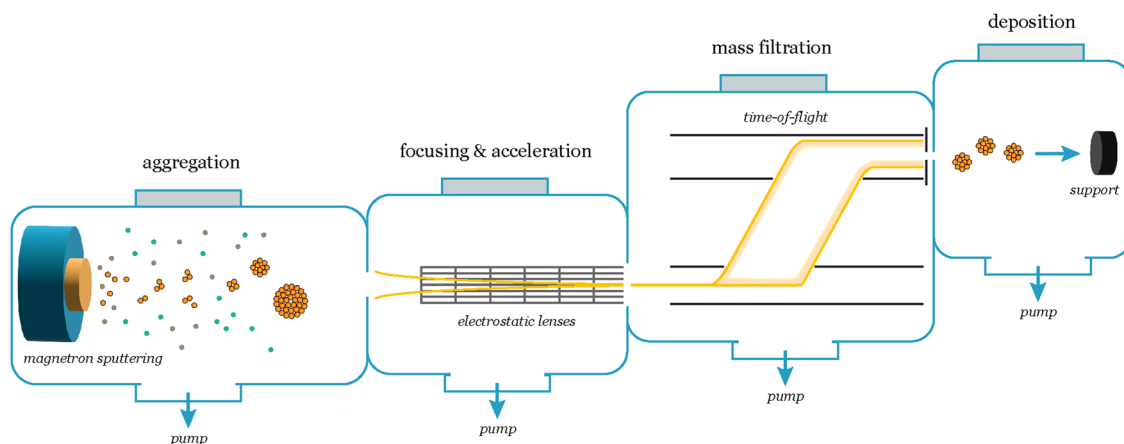 aggregation
magnetron sputtering
pump
focusing & acceleration
electrostatic lenses
pump
mass filtration
time-of-flight
pump
deposition
support
pump